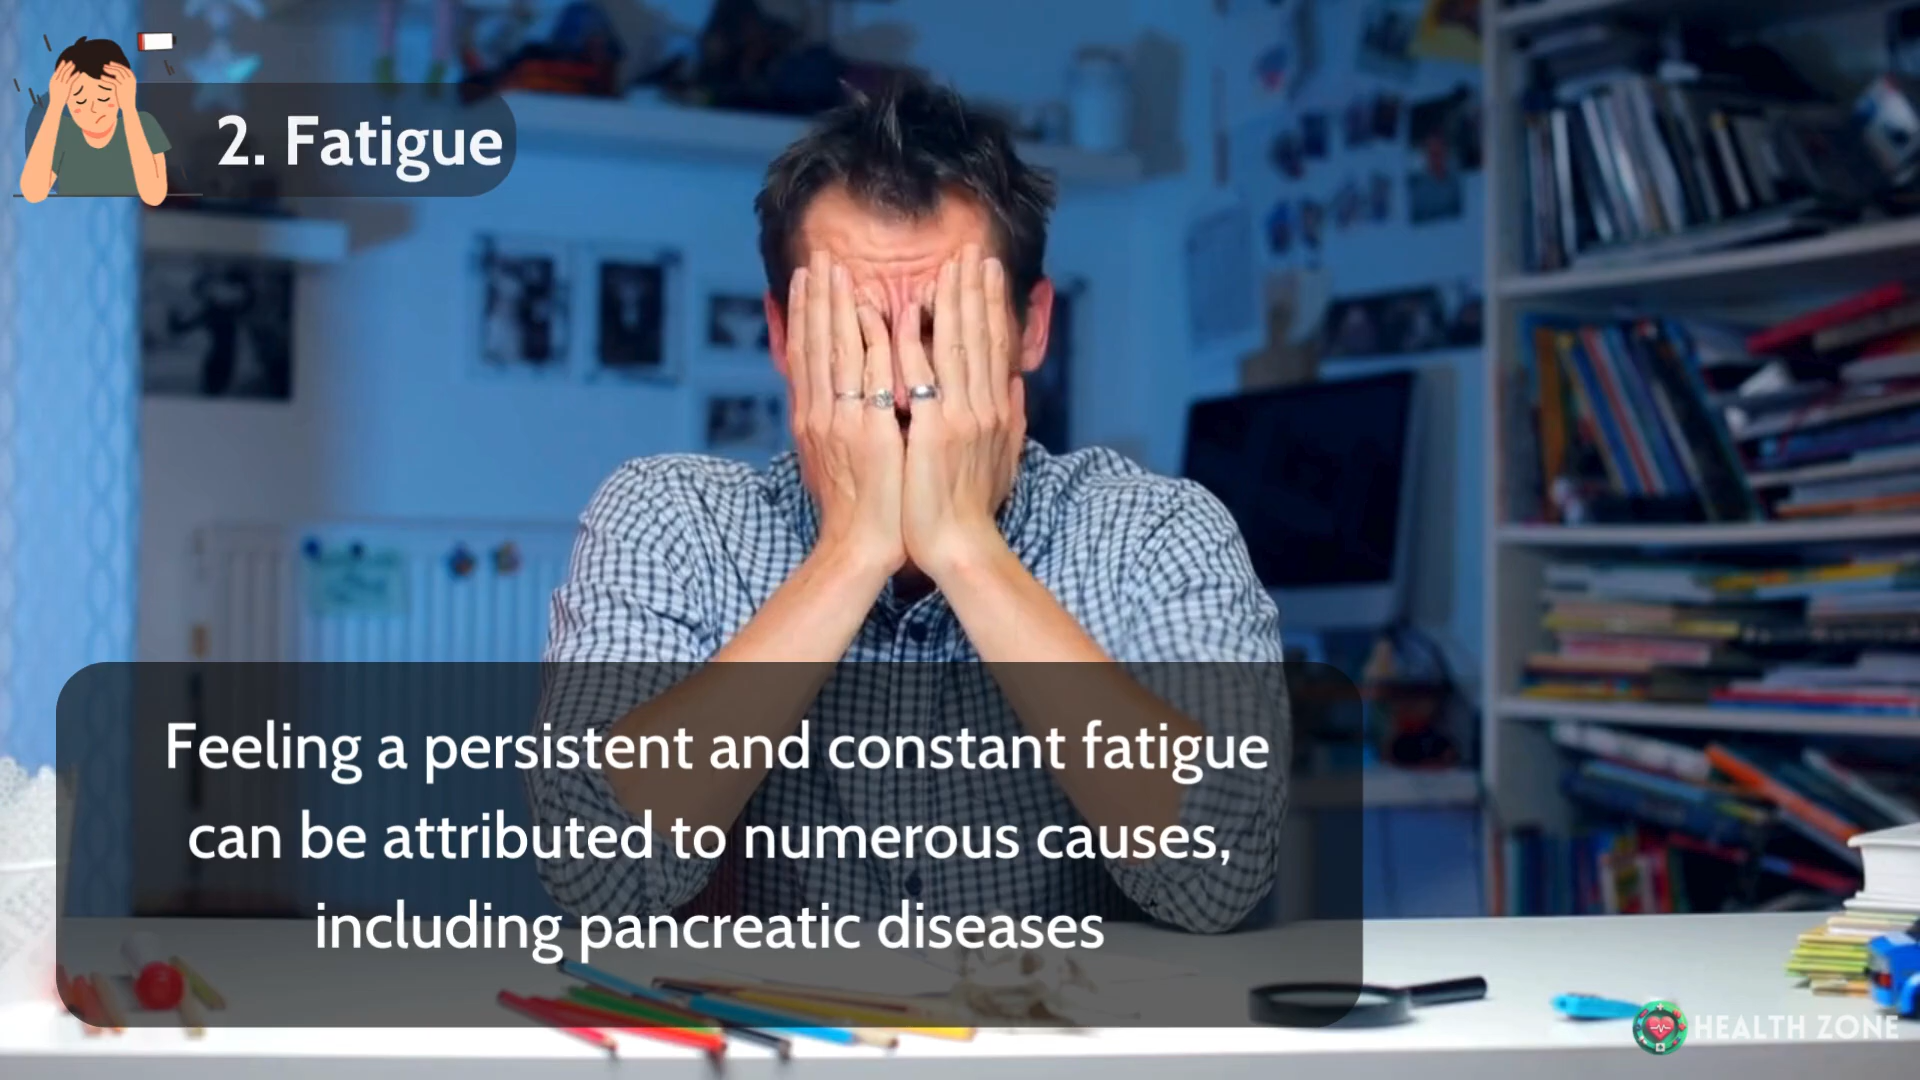 2. Fatigue
Feeling a persistent and constant fatigue
can be attributed to numerous causes,
including pancreatic diseases
HEALTH ZONE